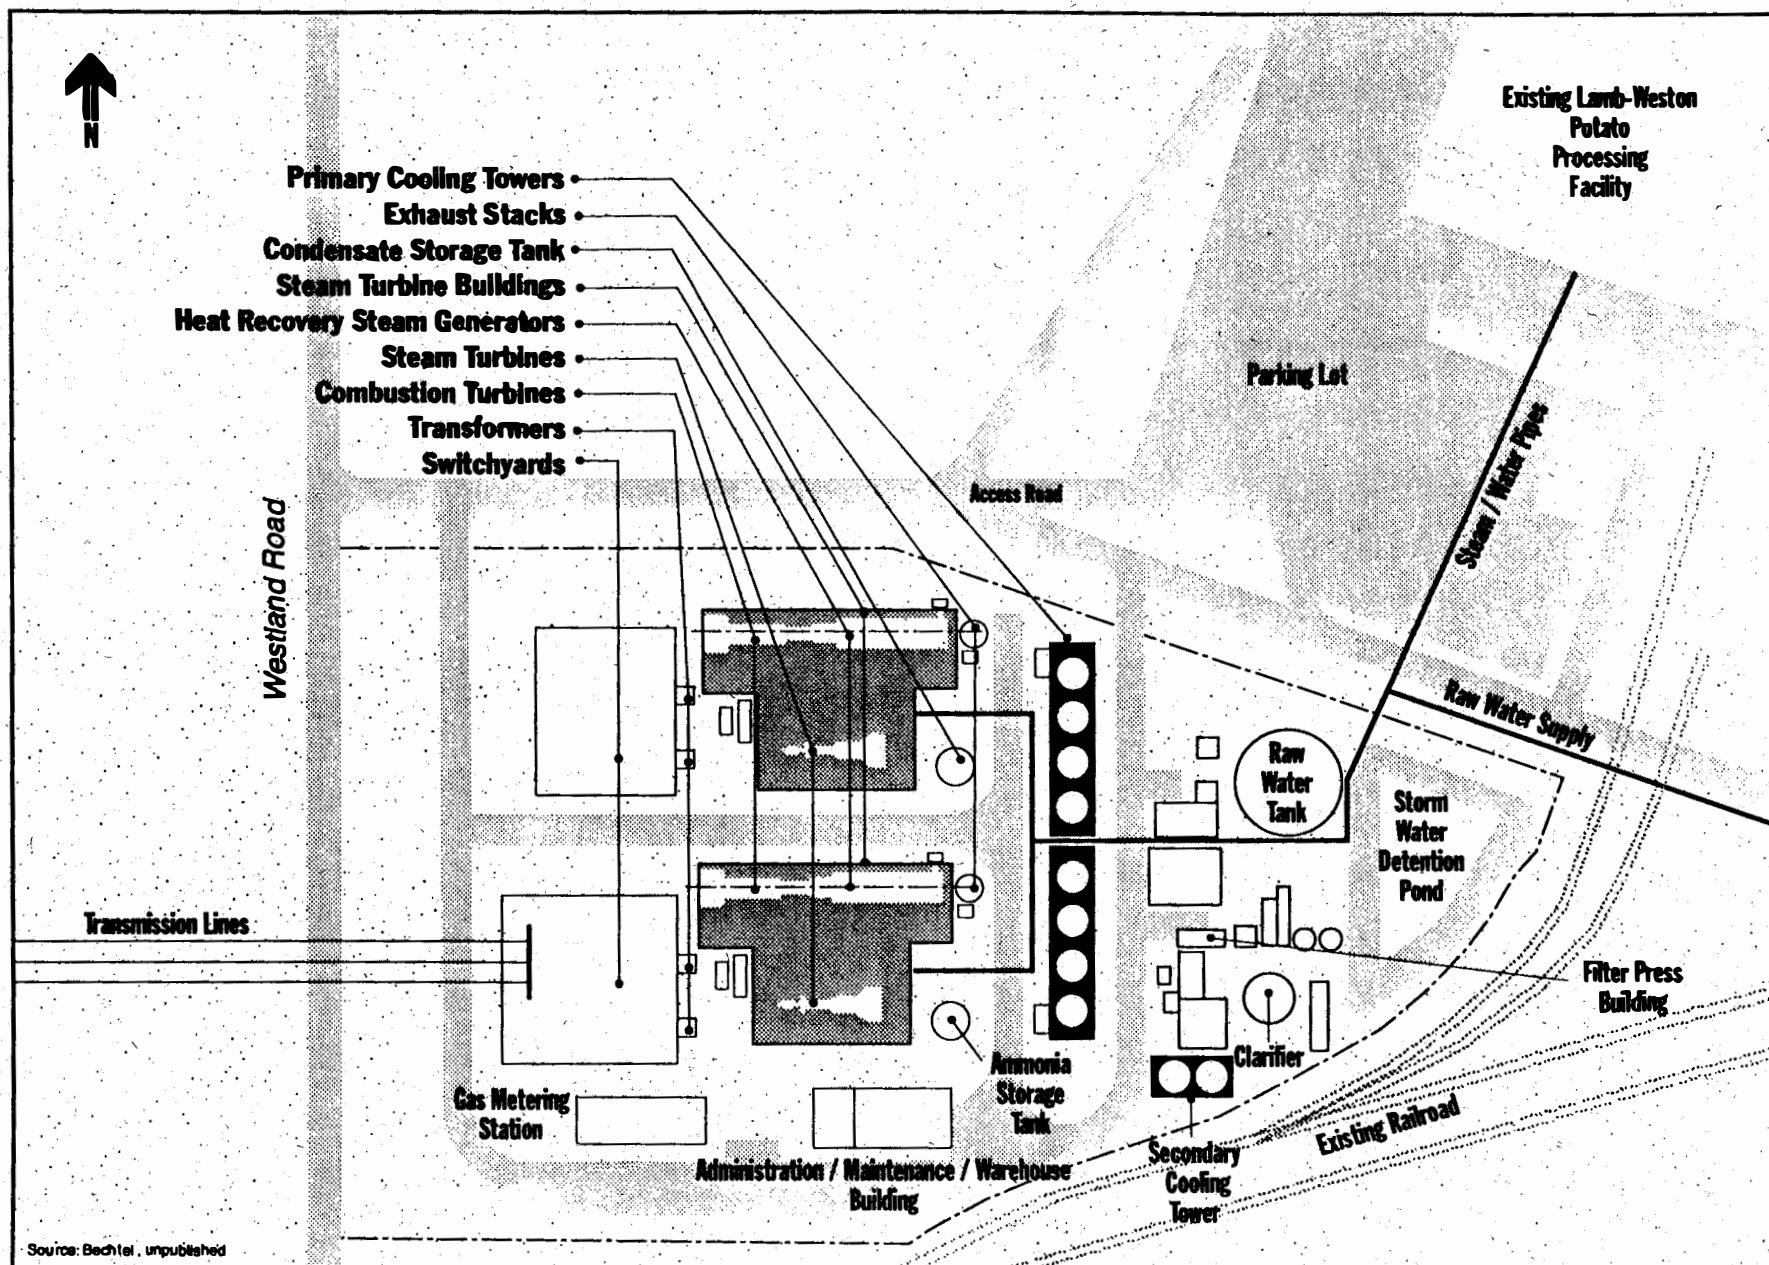 N
Existing Lamb-Weston
Potato
Processing
Facility
Primary Cooling Towers
Exhaust Stacks
Condensate Storage Tank
Steam Turbine Buildings
Heat Recovery Steam Generators
Steam Turbines
Combustion Turbines
Transformers
Switchyards
Parking Lot
Steam / Water Pipes
Access Road
Westland Road
Raw Water Supply
Raw
Water
Tank
Storm
Water
Detention
Pond
Transmission Lines
Filter Press
Building
Clarifier
Ammonia
Storage
Tank
Gas Metering
Station
Existing Railroad
Secondary
Cooling
Tower
Administration / Maintenance / Warehouse
Building
Source: Bechtel, unpublished